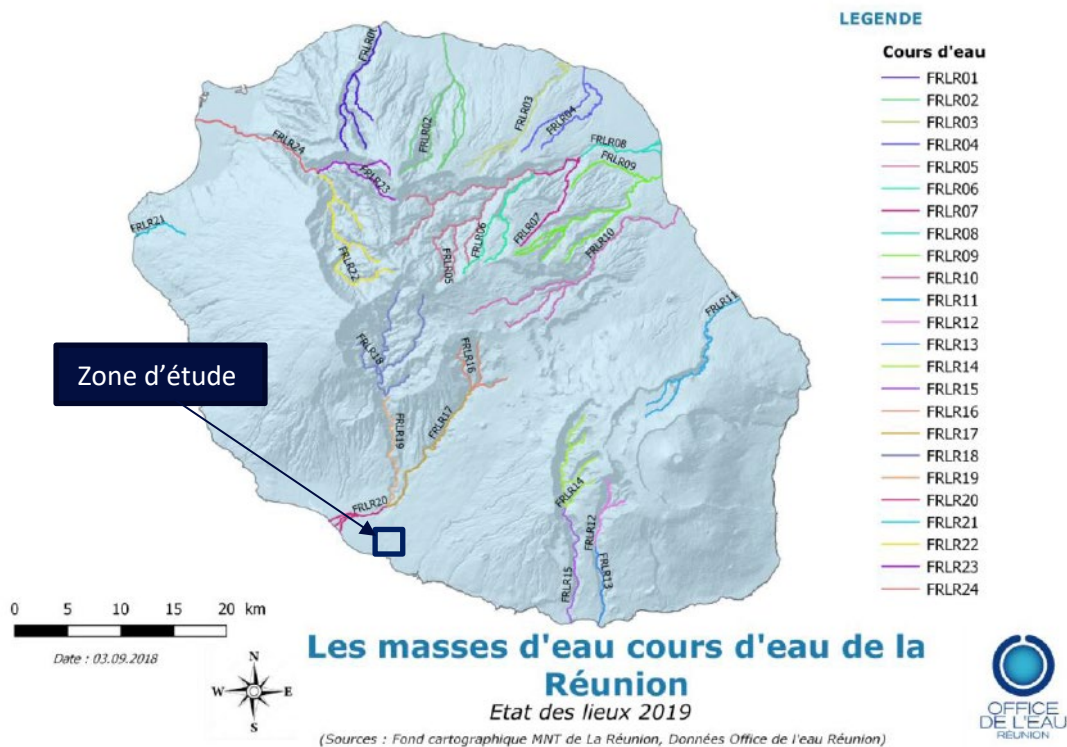 LEGENDE
Cours d'eau
FRLR01
FRLR02
FRLR03
FRLR04
FRLR05
FRLR06
FRLR07
FRLR08
FRLR09
FRLR10
FRLR11
FRLR12
FRLR13
FRLR14
FRLR15
FRLR16
FRLR17
FRLR18
FRLR19
FRLR20
FRLR21
FRLR22
FRLR23
FRLR24
FRLR01
FRLR02
FRLR03
FRLR04
FRLR24
FRLR23
FRLR08
FRLR09
FRLR21
FRLR22
FRLR05
FRLR06
FRLR07
FRLR10
FRLR11
FRLR18
FRLR16
Zone d'étude
FRLR19
FRLR17
FRLR14
FRLR20
FRLR12
FRLR15
FRLR13
0 5 10 15 20 km
Date : 03.09.2018
N
W E
S
Les masses d'eau cours d'eau de la
Réunion
Etat des lieux 2019
(Sources : Fond cartographique MNT de La Réunion, Données Office de l'eau Réunion)
OFFICE
DE L'EAU
RÉUNION